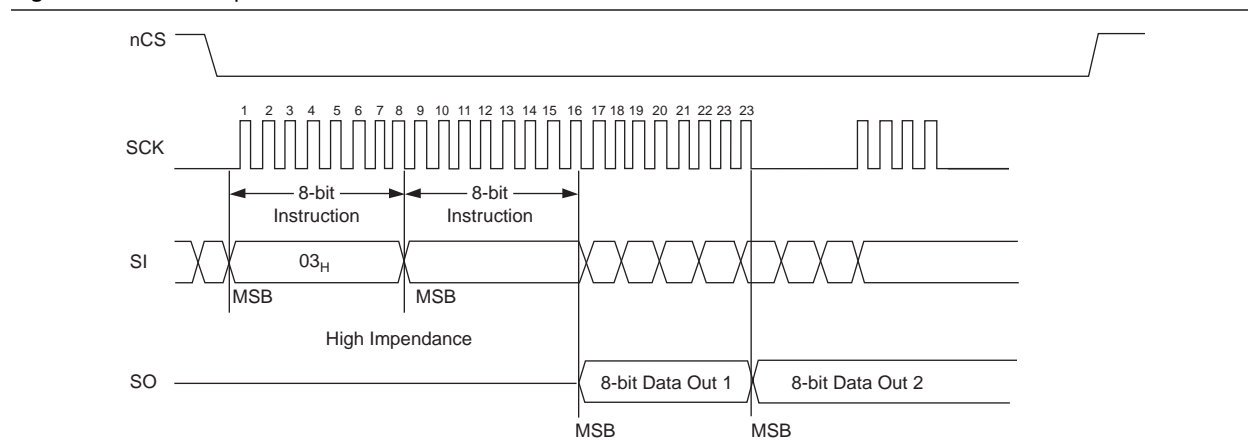 nCS
1 2 3 4 5 6 7 8 9 10 11 12 13 14 15 16 17 18 19 20 21 22 23 23
SCK
8-bit Instruction
8-bit Instruction
SI
03H
MSB
MSB
High Impendance
SO
8-bit Data Out 1
8-bit Data Out 2
MSB
MSB